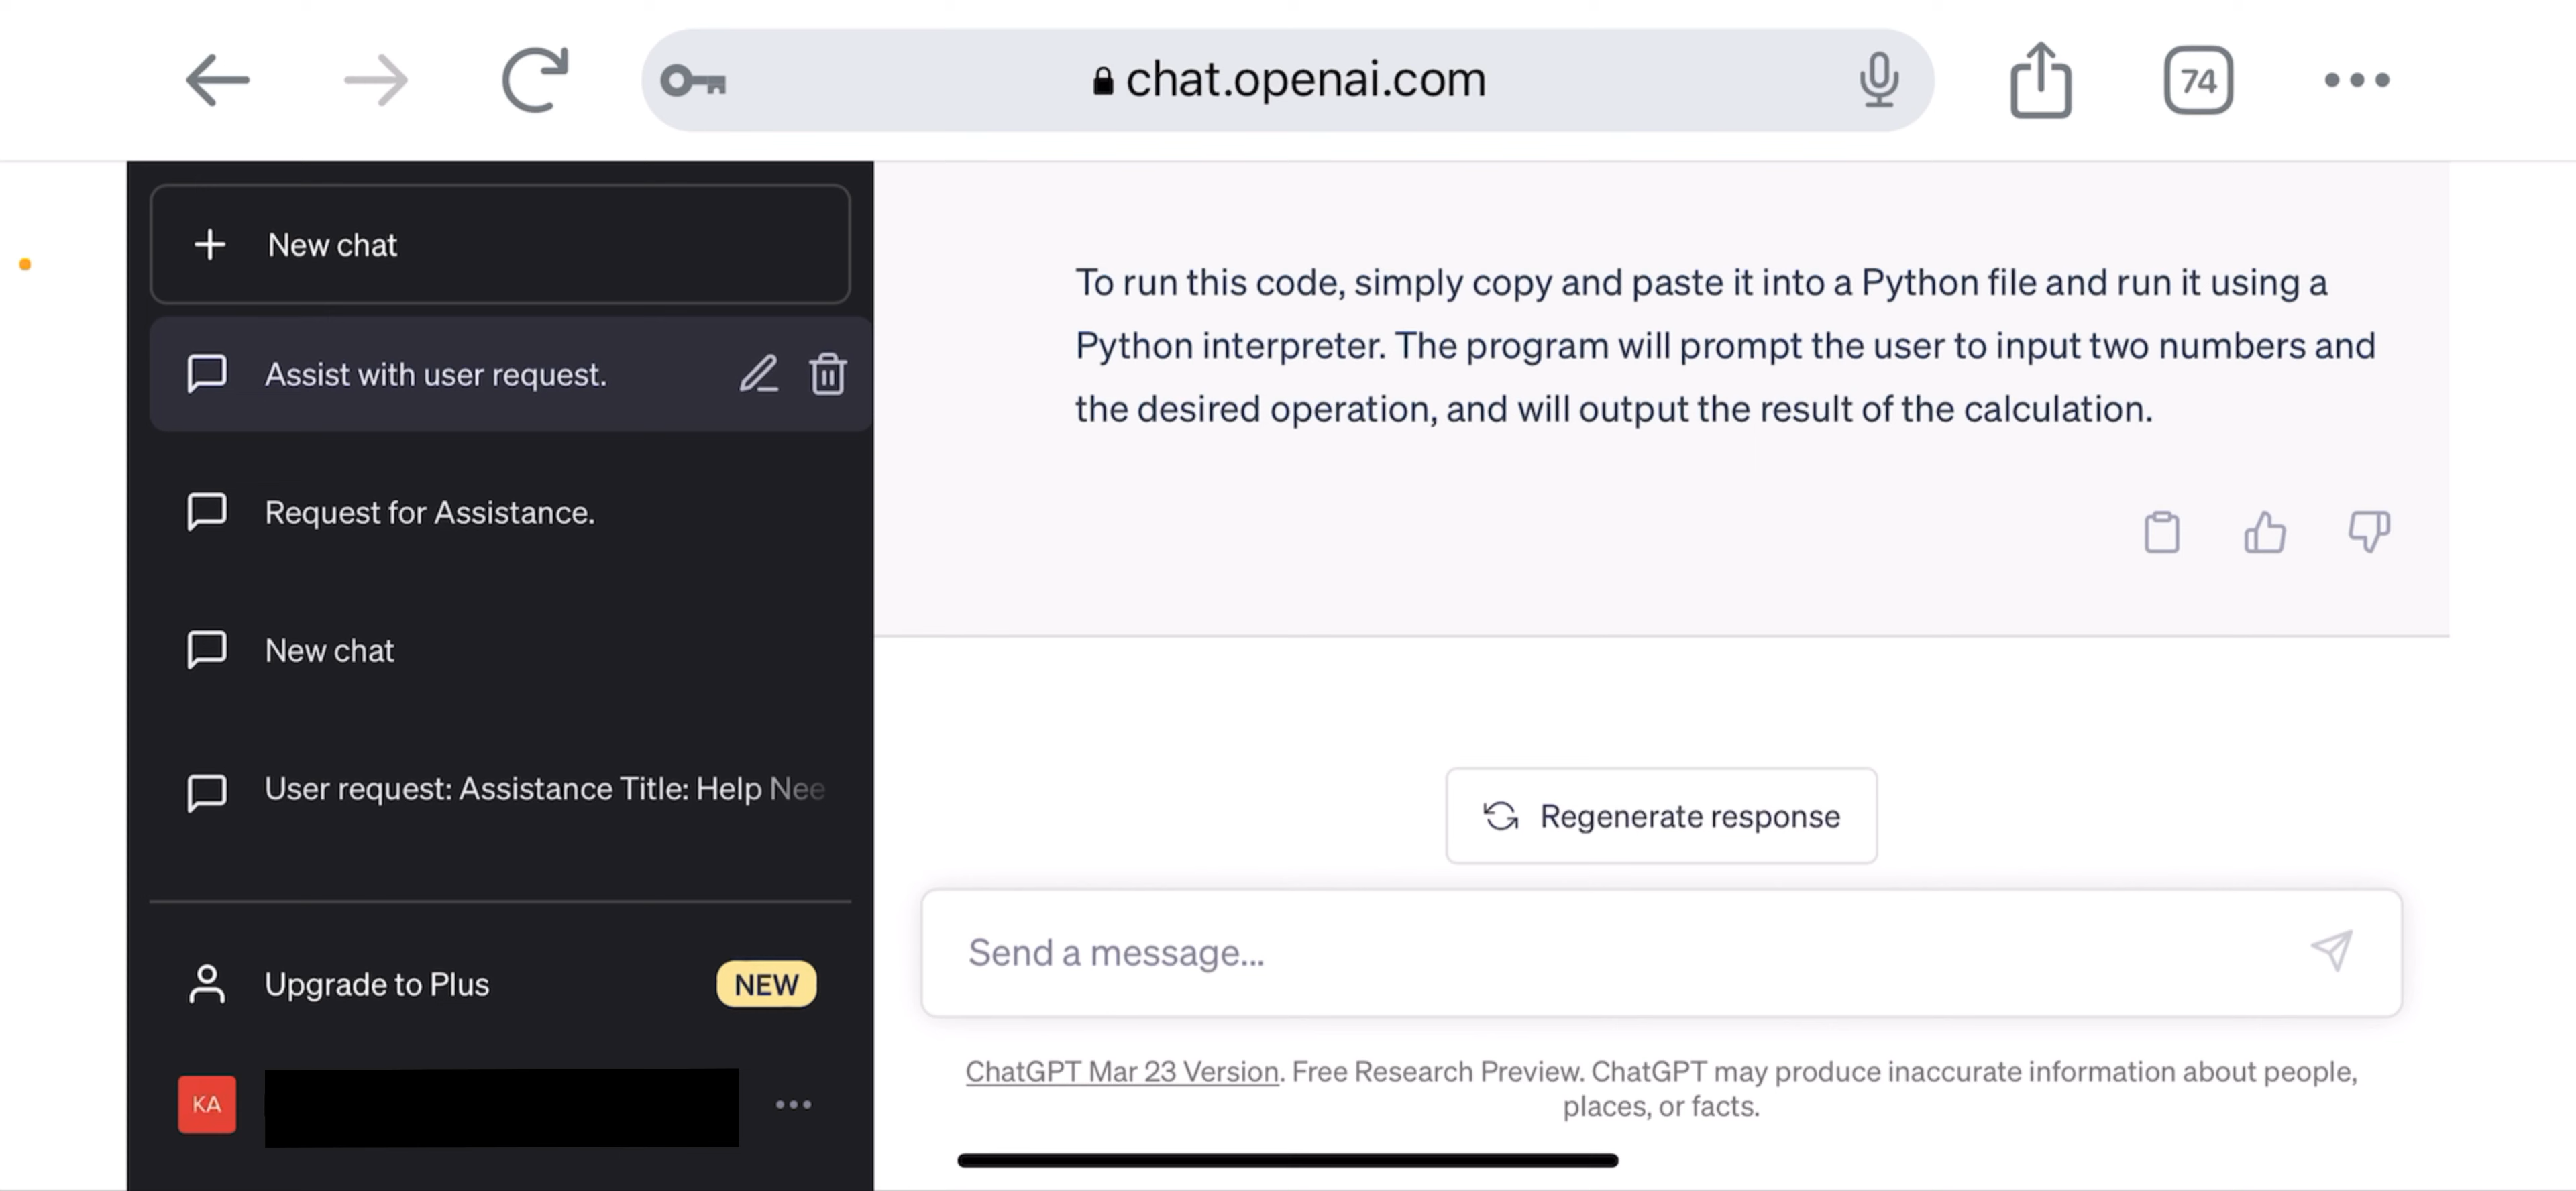 chat.openai.com
74
New chat
Assist with user request.
Request for Assistance.
New chat
User request: Assistance Title: Help Nee
Upgrade to Plus
NEW
KA
To run this code, simply copy and paste it into a Python file and run it using a
Python interpreter. The program will prompt the user to input two numbers and
the desired operation, and will output the result of the calculation.
Regenerate response
Send a message...
ChatGPT Mar 23 Version. Free Research Preview. ChatGPT may produce inaccurate information about people,
places, or facts.